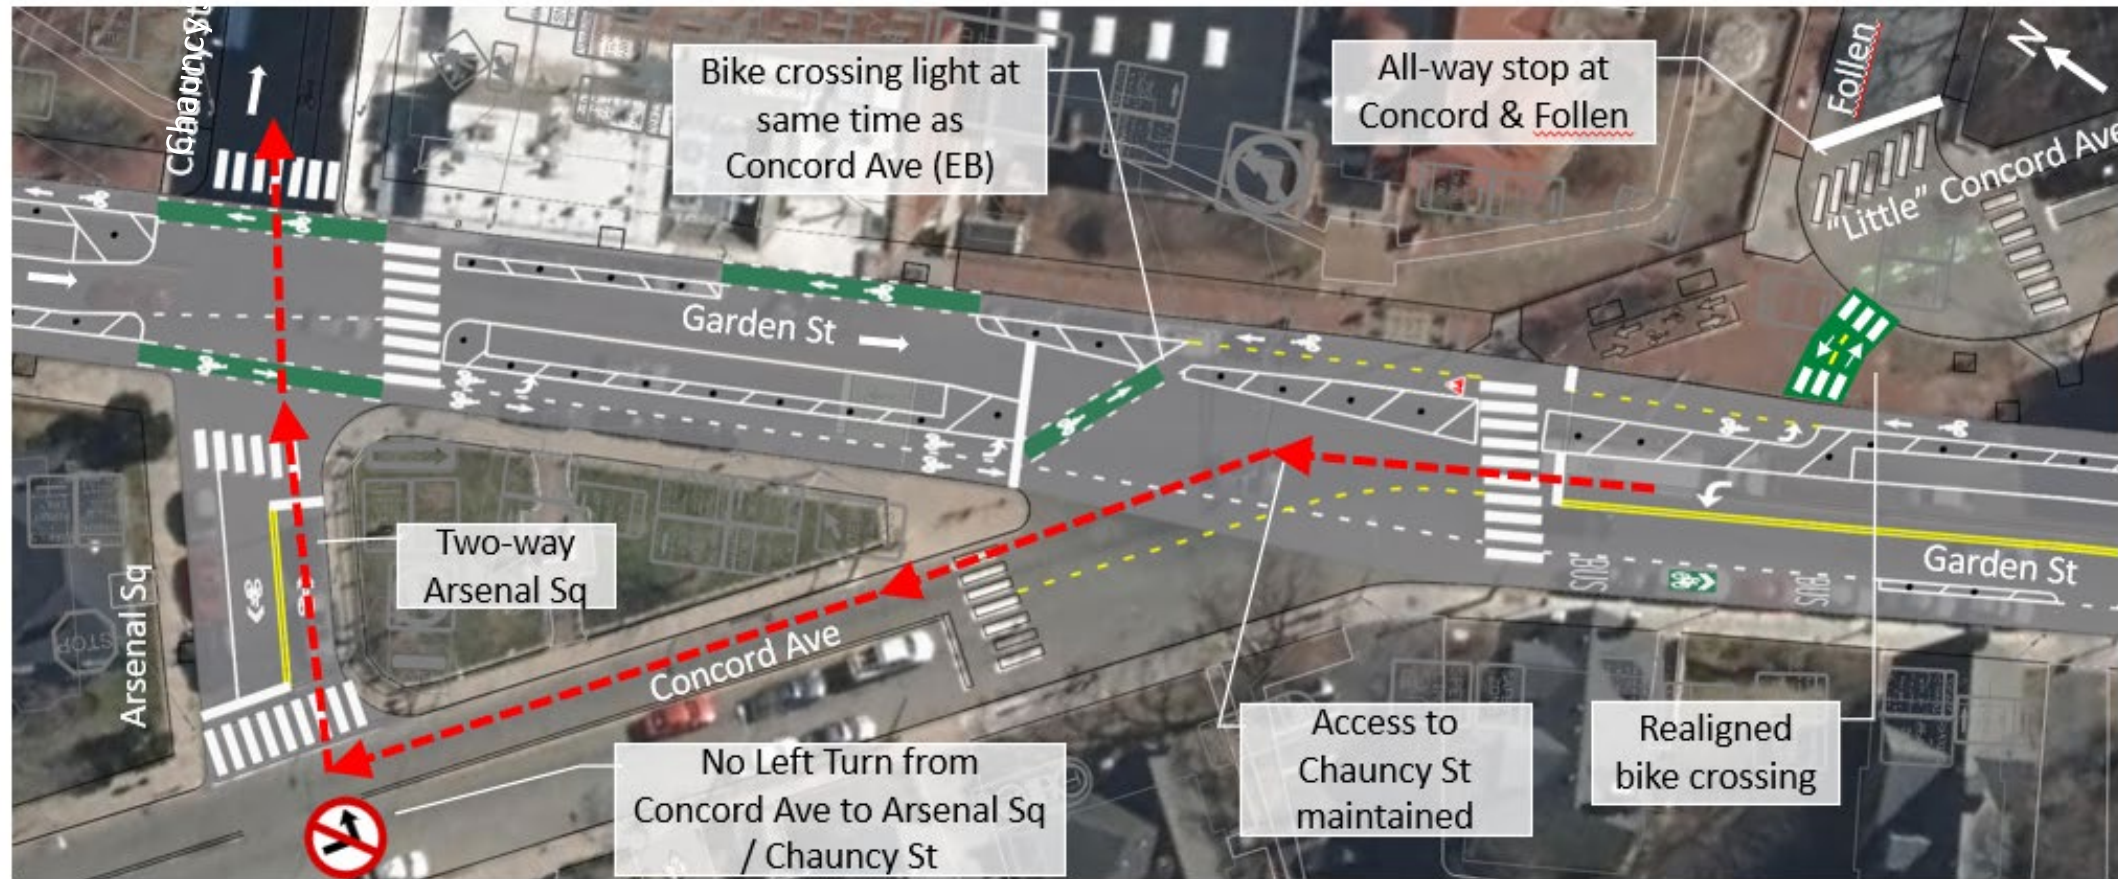 Chauncy St
Bike crossing light at
same time as
Concord Ave (EB)
All-way stop at
Concord & Follen
Follen
N
"Little" Concord Ave
Garden St
Two-way
Arsenal Sq
Arsenal Sq
Concord Ave
No Left Turn from
Concord Ave to Arsenal Sq
/ Chauncy St
Access to
Chauncy St
maintained
Realigned
bike crossing
Garden St
BUS
BUS
STOP